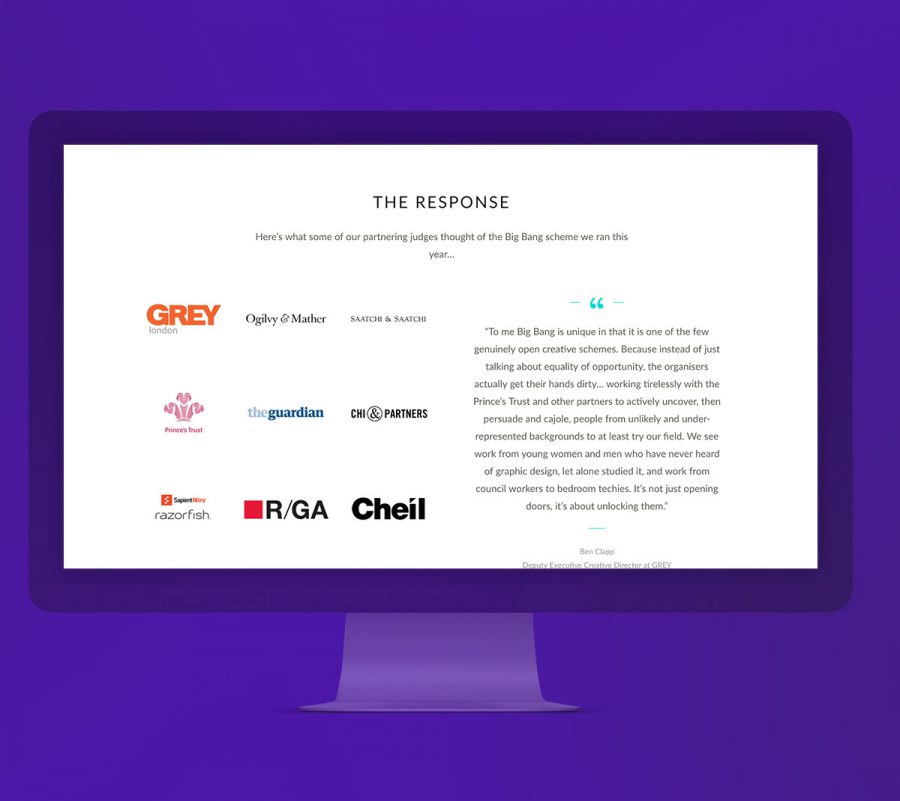 THE RESPONSE
Here's what some of our partnering judges thought of the Big Bang scheme we ran this
year...
GREY
london
Ogilvy & Mather
SAATCHI & SAATCHI
Prince's Trust
theguardian
CHI & PARTNERS
SapientNitro
razorfish.
R/GA
Cheil
“
“To me Big Bang is unique in that it is one of the few
genuinely open creative schemes. Because instead of just
talking about equality of opportunity, the organisers
actually get their hands dirty... working tirelessly with the
Prince's Trust and other partners to actively uncover, then
persuade and cajole, people from unlikely and under-
represented backgrounds to at least try our field. We see
work from young women and men who have never heard
of graphic design, let alone studied it, and work from
council workers to bedroom techies. It's not just opening
doors, it's about unlocking them.”
Ben Clapp
Deputy Executive Creative Director at GREY